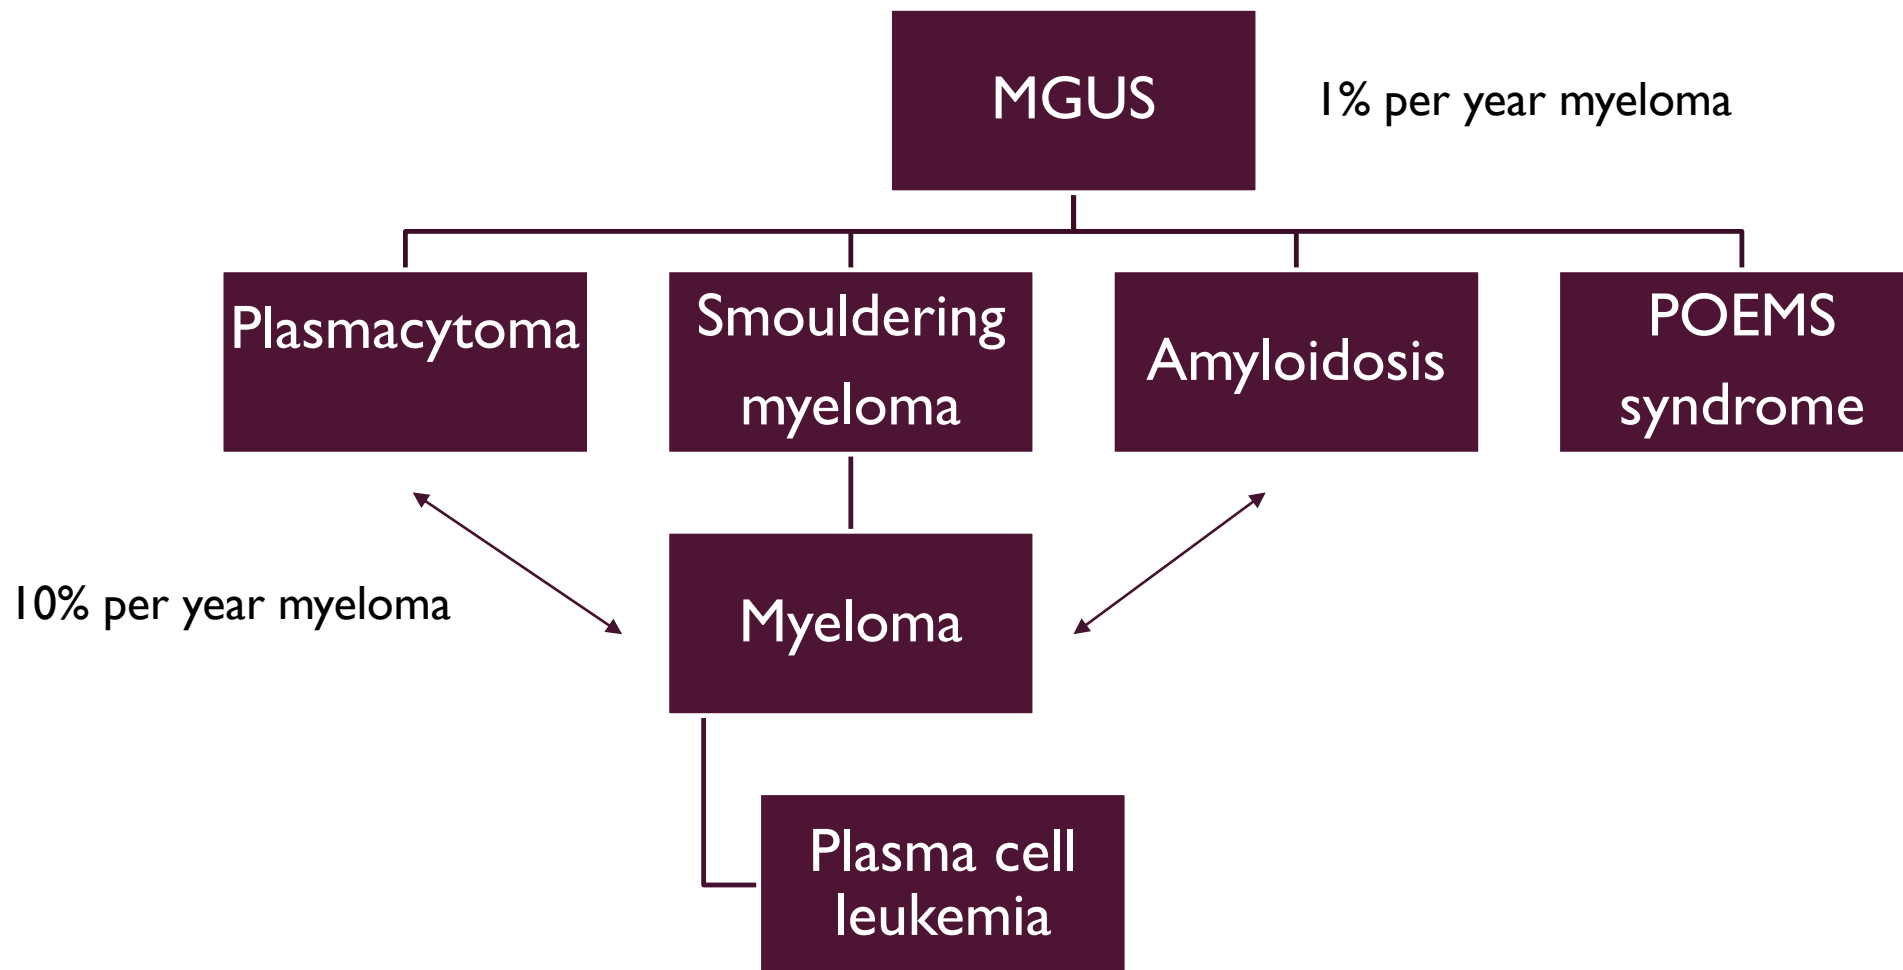 MGUS
1% per year myeloma
Plasmacytoma
Smouldering
myeloma
Amyloidosis
POEMS
syndrome
10% per year myeloma
Myeloma
Plasma cell
leukemia